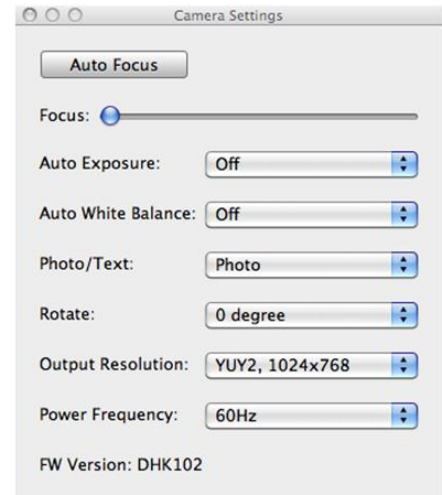 Camera Settings
Auto Focus
Focus:
Auto Exposure: Off
Auto White Balance: Off
Photo/Text: Photo
Rotate: 0 degree
Output Resolution: YUY2, 1024x768
Power Frequency: 60Hz
FW Version: DHK102